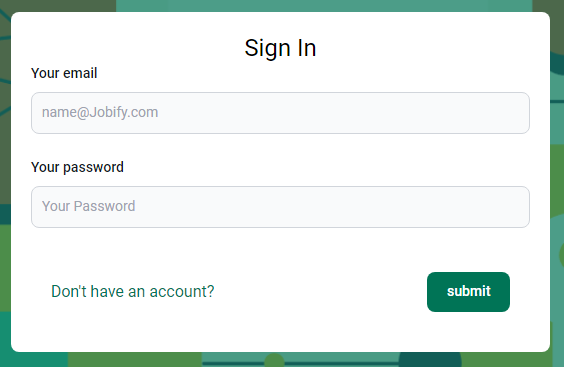 Sign In
Your email
name@Jobify.com
Your password
Your Password
Don't have an account?
submit